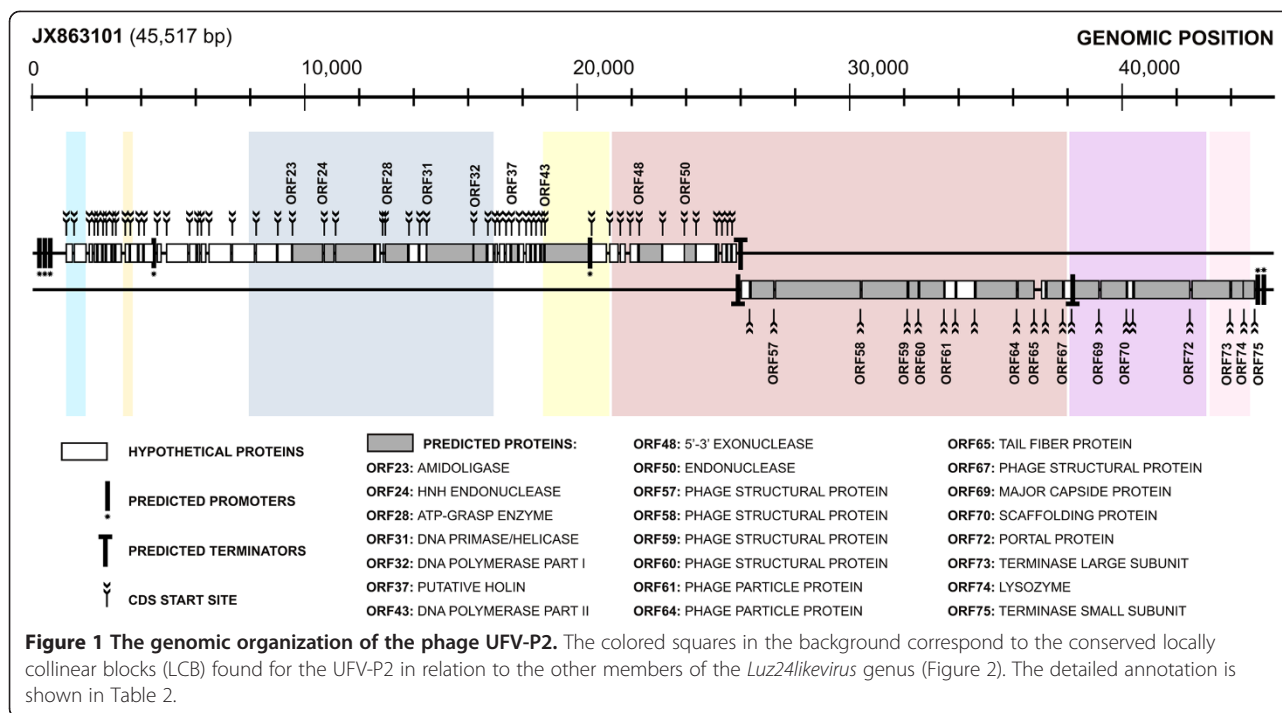 JX863101 (45,517 bp)
GENOMIC POSITION
0 10,000 20,000 30,000 40,000
ORF23 ORF24 ORF28 ORF31 ORF32 ORF37 ORF43 ORF48 ORF50
ORF57 ORF58 ORF59 ORF60 ORF61 ORF64 ORF65 ORF67 ORF69 ORF70 ORF72 ORF73 ORF74 ORF75
HYPOTHETICAL PROTEINS
PREDICTED PROMOTERS
PREDICTED TERMINATORS
CDS START SITE
PREDICTED PROTEINS:
ORF23: AMIDOLIGASE
ORF24: HNH ENDONUCLEASE
ORF28: ATP-GRASP ENZYME
ORF31: DNA PRIMASE/HELICASE
ORF32: DNA POLYMERASE PART I
ORF37: PUTATIVE HOLIN
ORF43: DNA POLYMERASE PART II
ORF48: 5'-3' EXONUCLEASE
ORF50: ENDONUCLEASE
ORF57: PHAGE STRUCTURAL PROTEIN
ORF58: PHAGE STRUCTURAL PROTEIN
ORF59: PHAGE STRUCTURAL PROTEIN
ORF60: PHAGE STRUCTURAL PROTEIN
ORF61: PHAGE PARTICLE PROTEIN
ORF64: PHAGE PARTICLE PROTEIN
ORF65: TAIL FIBER PROTEIN
ORF67: PHAGE STRUCTURAL PROTEIN
ORF69: MAJOR CAPSIDE PROTEIN
ORF70: SCAFFOLDING PROTEIN
ORF72: PORTAL PROTEIN
ORF73: TERMINASE LARGE SUBUNIT
ORF74: LYSOZYME
ORF75: TERMINASE SMALL SUBUNIT
Figure 1 The genomic organization of the phage UFV-P2. The colored squares in the background correspond to the conserved locally
collinear blocks (LCB) found for the UFV-P2 in relation to the other members of the Luz24likevirus genus (Figure 2). The detailed annotation is
shown in Table 2.